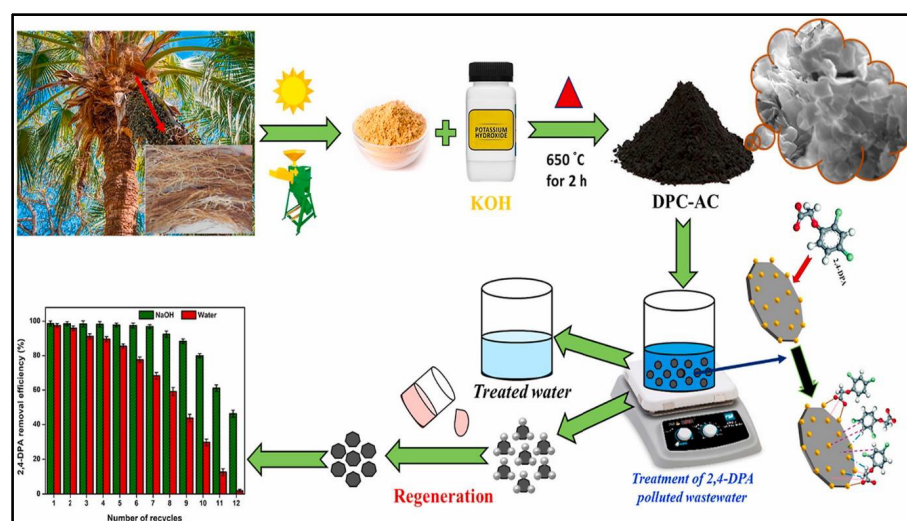 POTASSIUM
HYDROXIDE
650 °C
for 2 h
KOH
DPC-AC
2,4-DPA
NaOH
Water
100
80
60
40
20
0
2,4-DPA removal efficiency (%)
1 2 3 4 5 6 7 8 9 10 11 12
Number of recycles
Treated water
Regeneration
Treatment of 2,4-DPA
polluted wastewater